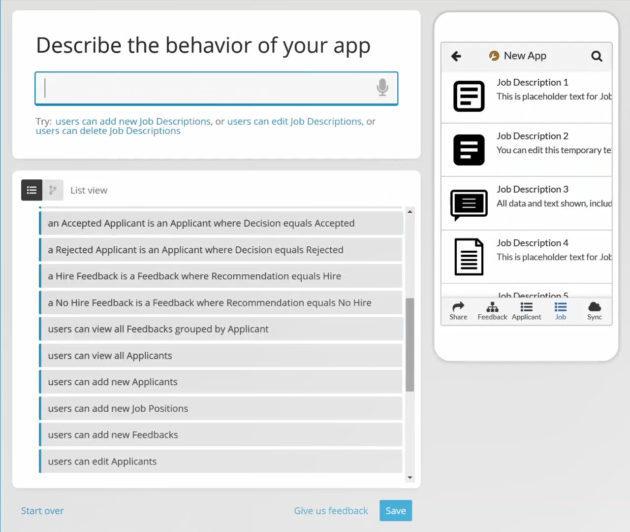 Describe the behavior of your app
Try: users can add new Job Descriptions, or users can edit Job Descriptions, or
users can delete Job Descriptions
List view
an Accepted Applicant is an Applicant where Decision equals Accepted
a Rejected Applicant is an Applicant where Decision equals Rejected
a Hire Feedback is a Feedback where Recommendation equals Hire
a No Hire Feedback is a Feedback where Recommendation equals No Hire
users can view all Feedbacks grouped by Applicant
users can view all Applicants
users can add new Applicants
users can add new Job Positions
users can add new Feedbacks
users can edit Applicants
Start over
Give us feedback
Save
New App
Job Description 1
This is placeholder text for Job
Job Description 2
You can edit this temporary te
Job Description 3
All data and text shown, includ
Job Description 4
This is placeholder text for Job
Job Description 5
Share Feedback Applicant Job Sync